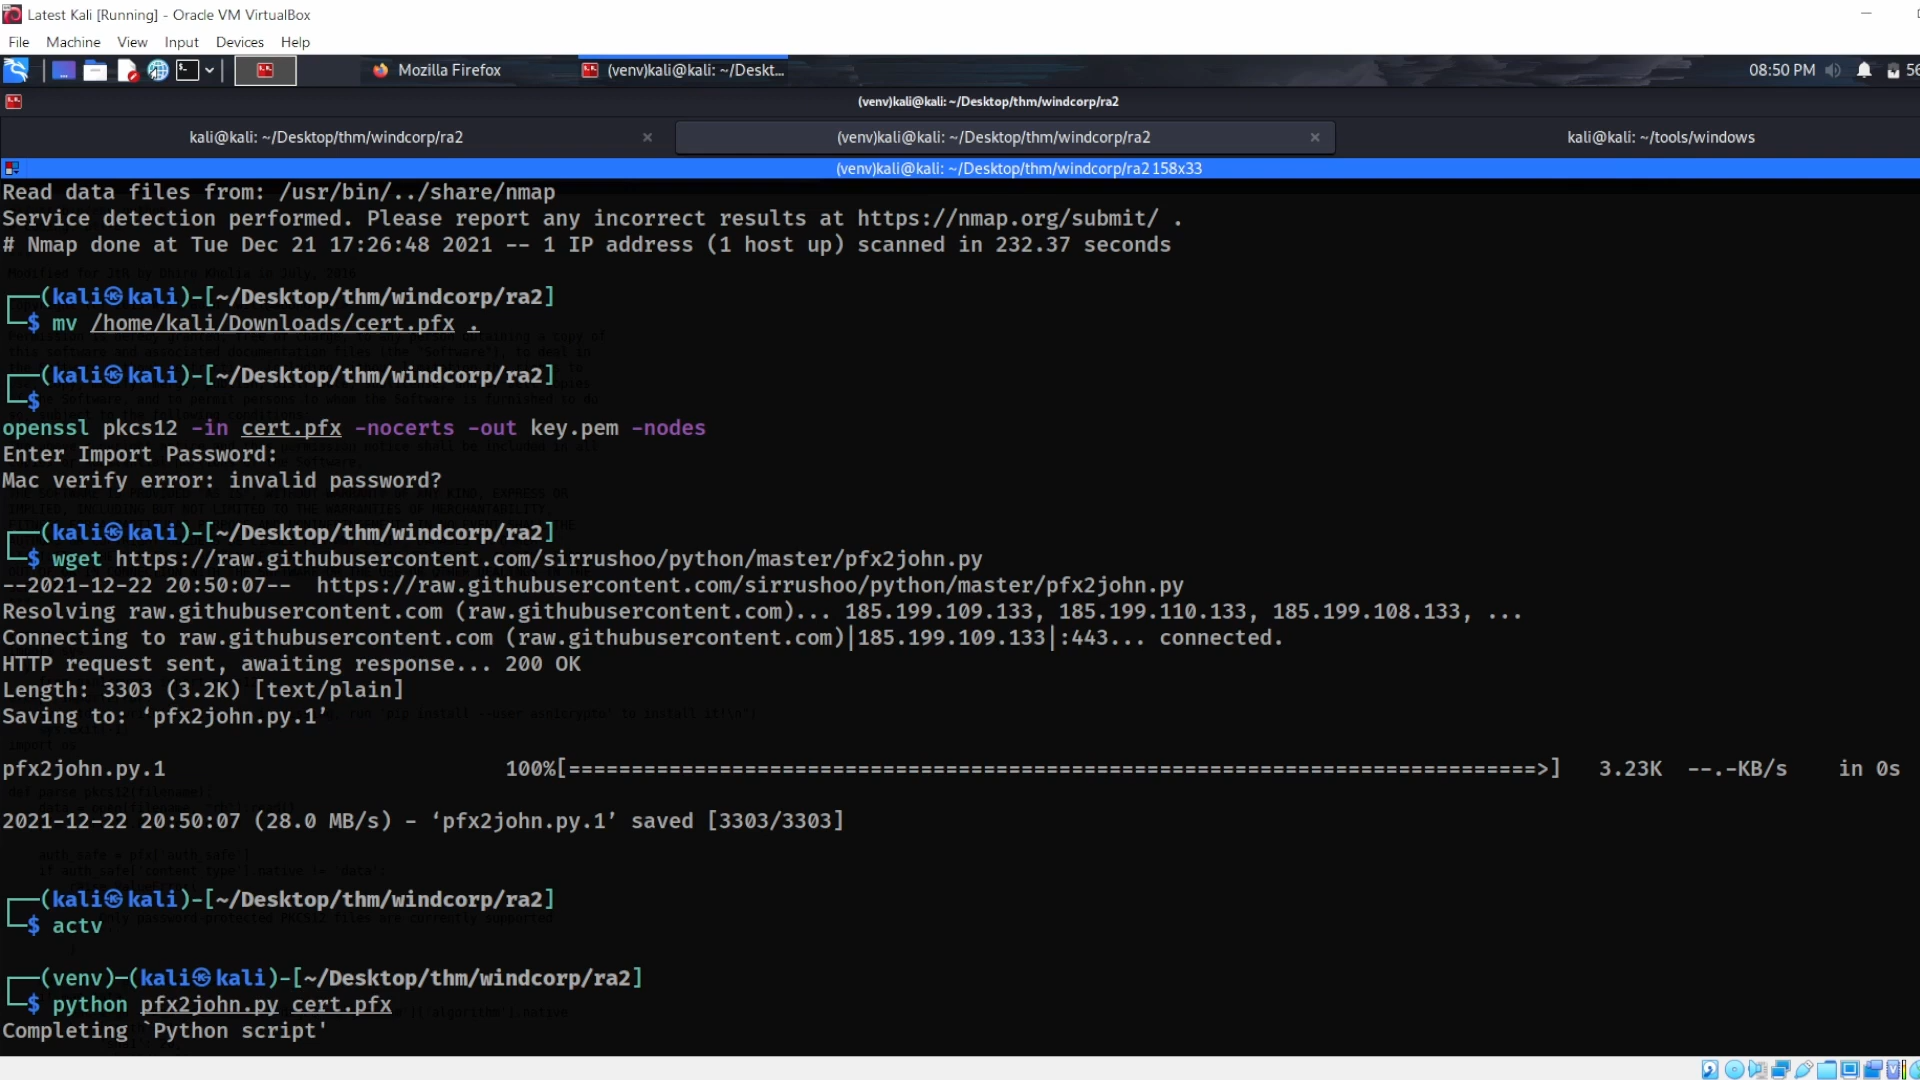 Latest Kali [Running] - Oracle VM VirtualBox
File Machine View Input Devices Help
Mozilla Firefox
(venv)kali@kali: ~/Deskt...
08:50 PM
56
(venv)kali@kali: ~/Desktop/thm/windcorp/ra2
kali@kali: ~/Desktop/thm/windcorp/ra2
(venv)kali@kali: ~/Desktop/thm/windcorp/ra2
kali@kali: ~/tools/windows
(venv)kali@kali: ~/Desktop/thm/windcorp/ra2 158x33
Read data files from: /usr/bin/../share/nmap
Service detection performed. Please report any incorrect results at https://nmap.org/submit/ .
# Nmap done at Tue Dec 21 17:26:48 2021 -- 1 IP address (1 host up) scanned in 232.37 seconds
┌──(kali㉿kali)-[~/Desktop/thm/windcorp/ra2]
└─$ mv /home/kali/Downloads/cert.pfx .
┌──(kali㉿kali)-[~/Desktop/thm/windcorp/ra2]
└─$
openssl pkcs12 -in cert.pfx -nocerts -out key.pem -nodes
Enter Import Password:
Mac verify error: invalid password?
┌──(kali㉿kali)-[~/Desktop/thm/windcorp/ra2]
└─$ wget https://raw.githubusercontent.com/sirrushoo/python/master/pfx2john.py
--2021-12-22 20:50:07-- https://raw.githubusercontent.com/sirrushoo/python/master/pfx2john.py
Resolving raw.githubusercontent.com (raw.githubusercontent.com)... 185.199.109.133, 185.199.110.133, 185.199.108.133, ...
Connecting to raw.githubusercontent.com (raw.githubusercontent.com)|185.199.109.133|:443... connected.
HTTP request sent, awaiting response... 200 OK
Length: 3303 (3.2K) [text/plain]
Saving to: ‘pfx2john.py.1’
pfx2john.py.1 100%[=============================================================================>] 3.23K --.-KB/s in 0s
2021-12-22 20:50:07 (28.0 MB/s) - ‘pfx2john.py.1’ saved [3303/3303]
┌──(kali㉿kali)-[~/Desktop/thm/windcorp/ra2]
└─$ actv
┌──(venv)─(kali㉿kali)-[~/Desktop/thm/windcorp/ra2]
└─$ python pfx2john.py cert.pfx
Completing `Python script'